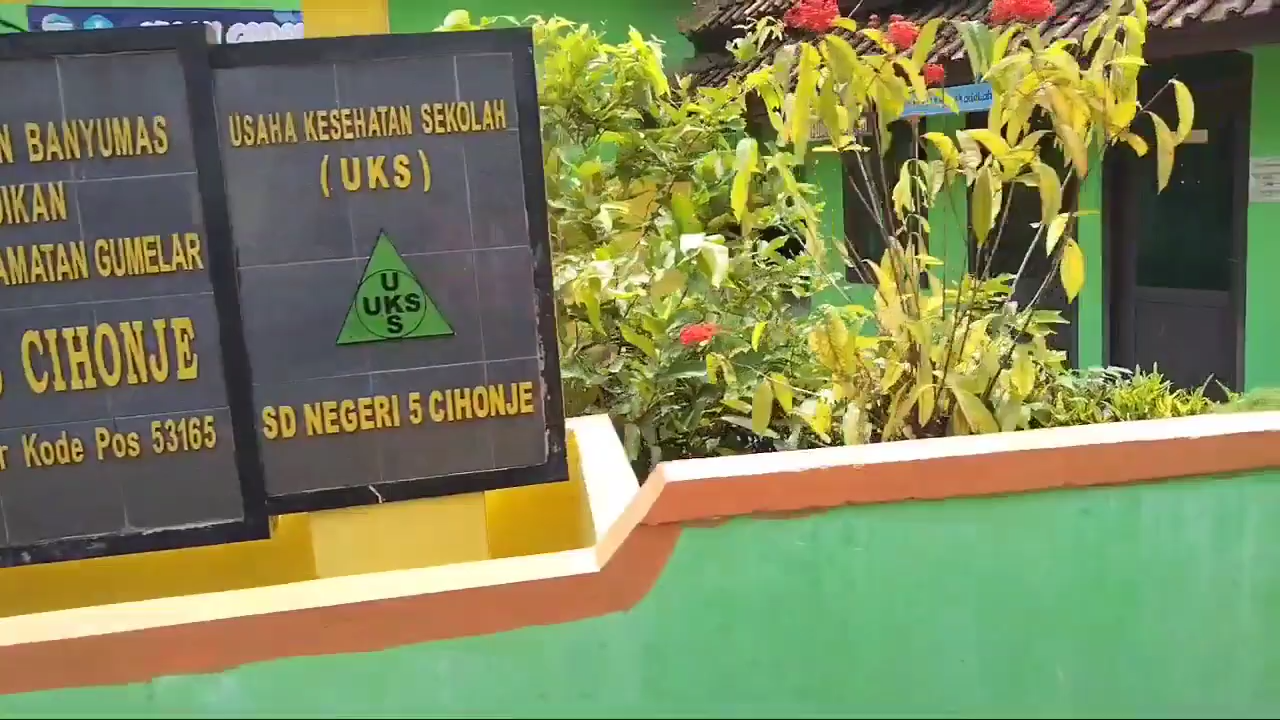 N BANYUMAS
DIKAN
AMATAN GUMELAR
CIHONJE
r Kode Pos 53165
USAHA KESEHATAN SEKOLAH
(UKS)
U
UKS
S
SD NEGERI 5 CIHONJE